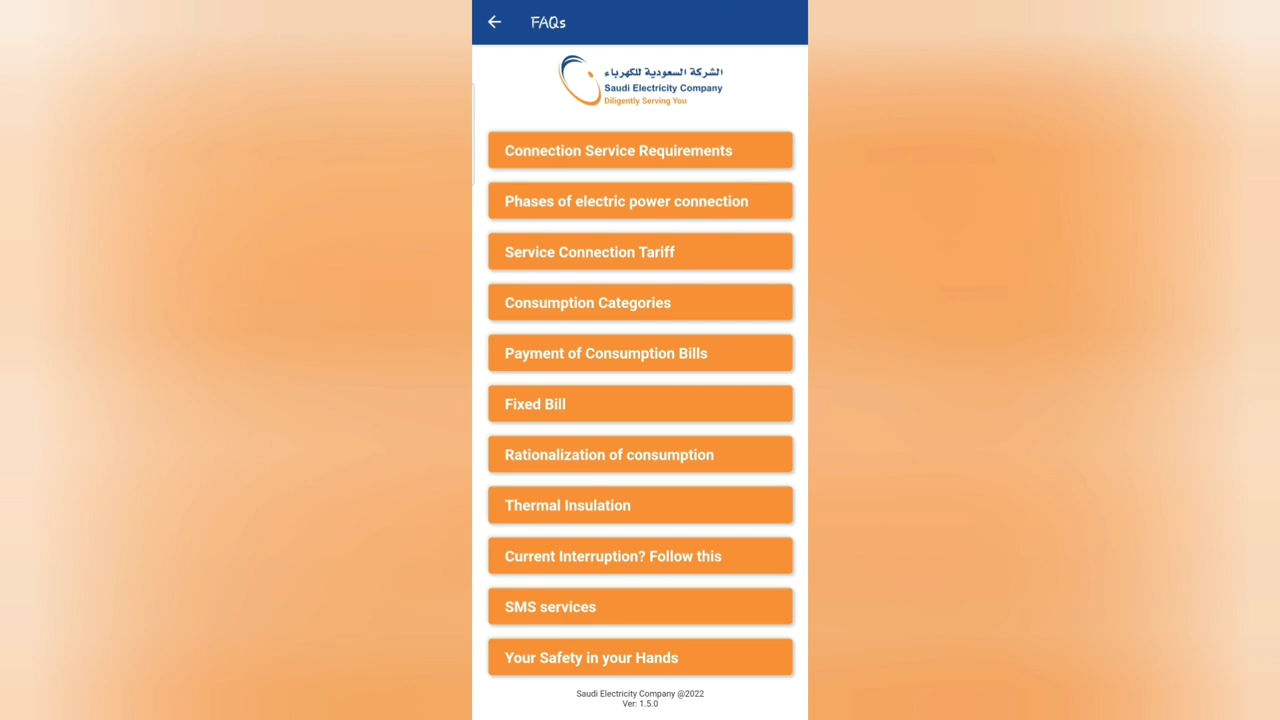 FAQs
الشركة السعودية للكهرباء
Saudi Electricity Company
Diligently Serving You
Connection Service Requirements
Phases of electric power connection
Service Connection Tariff
Consumption Categories
Payment of Consumption Bills
Fixed Bill
Rationalization of consumption
Thermal Insulation
Current Interruption? Follow this
SMS services
Your Safety in your Hands
Saudi Electricity Company @2022
Ver: 1.5.0